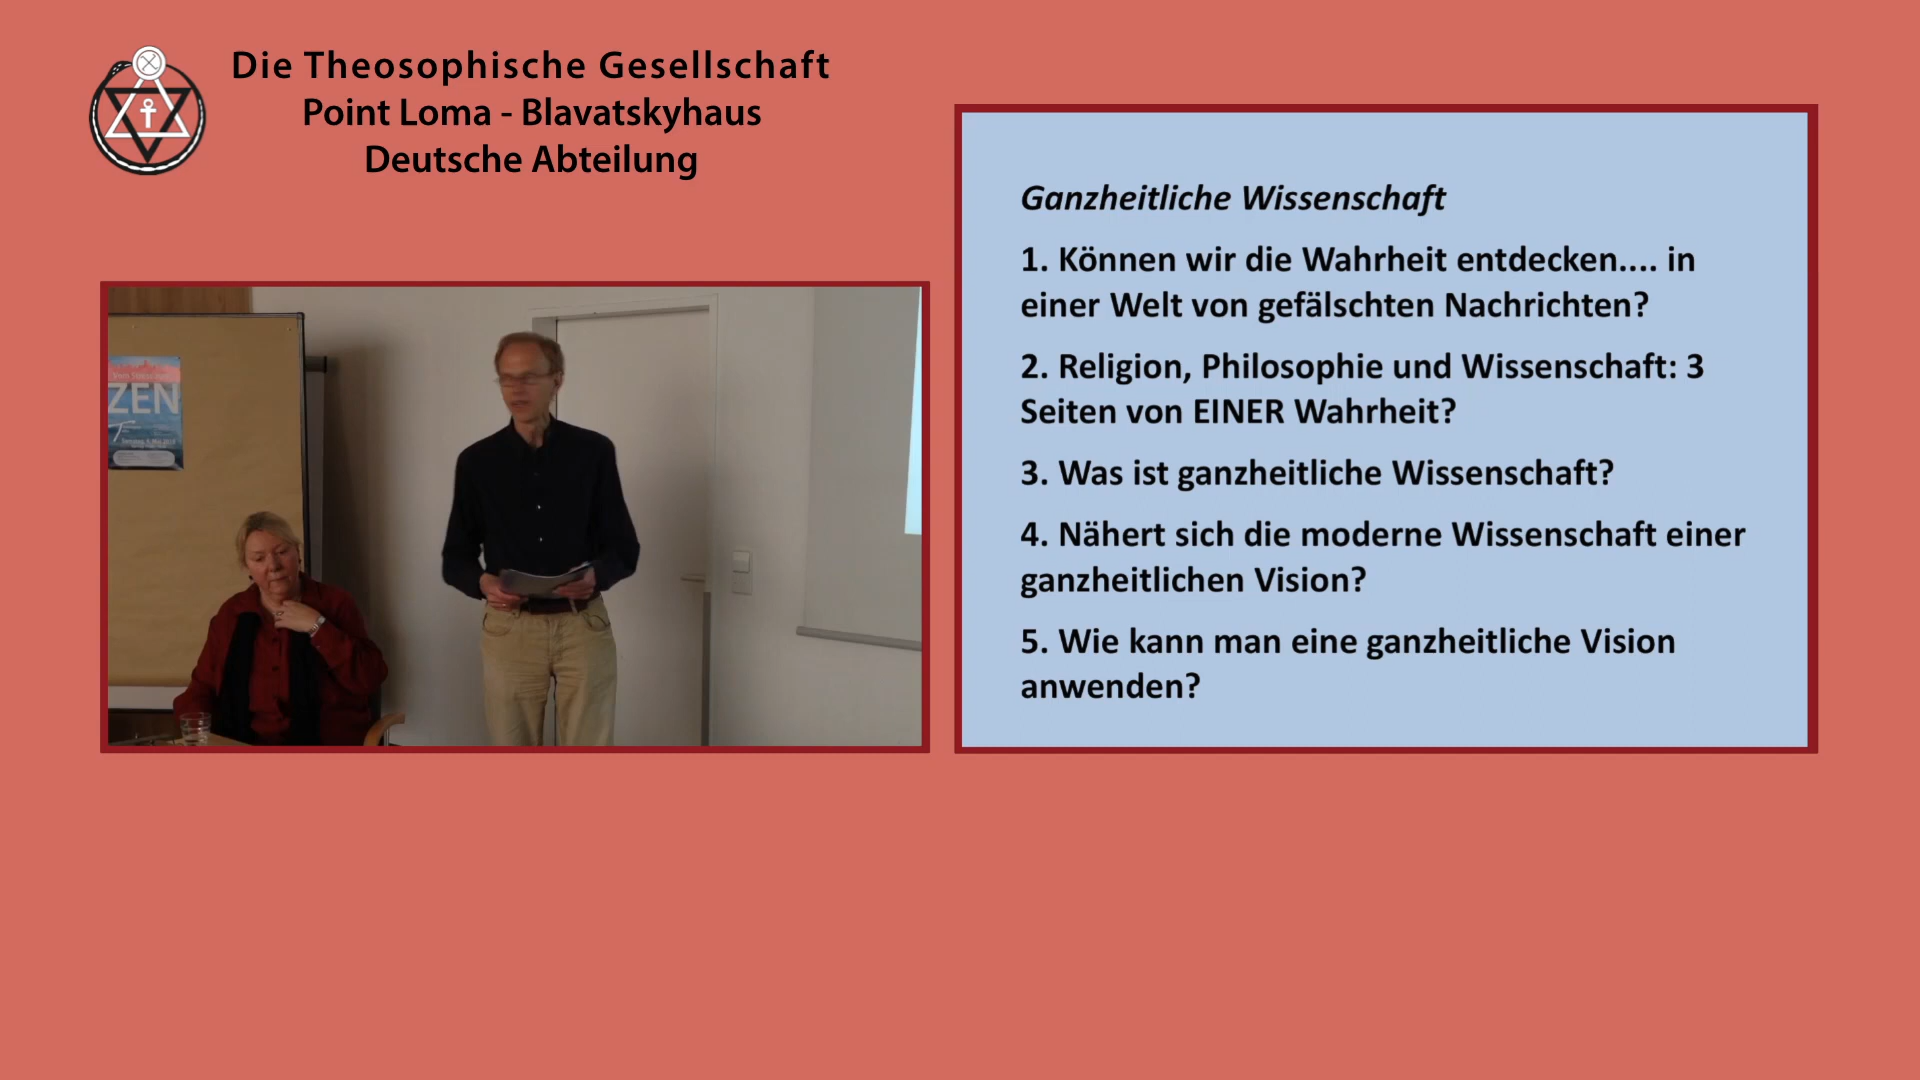 Die Theosophische Gesellschaft
Point Loma - Blavatskyhaus
Deutsche Abteilung
Ganzheitliche Wissenschaft
1. Können wir die Wahrheit entdecken.... in
einer Welt von gefälschten Nachrichten?
2. Religion, Philosophie und Wissenschaft: 3
Seiten von EINER Wahrheit?
3. Was ist ganzheitliche Wissenschaft?
4. Nähert sich die moderne Wissenschaft einer
ganzheitlichen Vision?
5. Wie kann man eine ganzheitliche Vision
anwenden?
ZEN